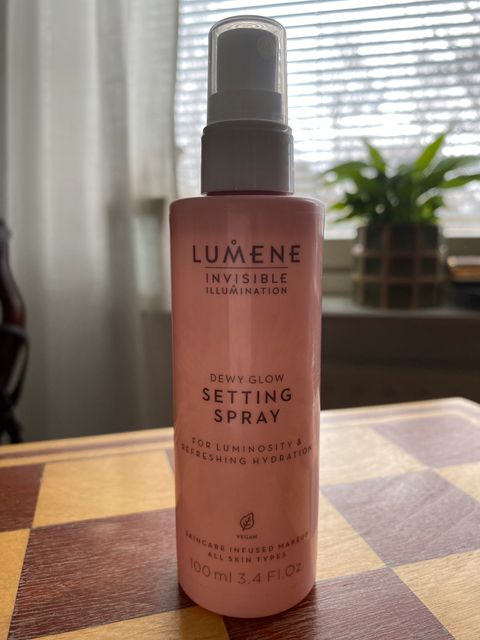 LUMENE
INVISIBLE
ILLUMINATION
DEWY GLOW
SETTING
SPRAY
FOR LUMINOSITY &
REFRESHING HYDRATION
VEGAN
SKINCARE INFUSED MAKEUP
ALL SKIN TYPES
100 ml 3.4 Fl.Oz